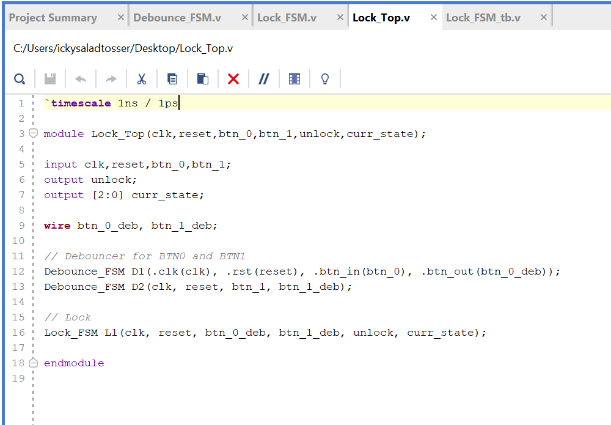 Project Summary × Debounce_FSM.v × Lock_FSM.v × Lock_Top.v × Lock_FSM_tb.v ×
C:/Users/ickysaladtosser/Desktop/Lock_Top.v
1 `timescale 1ns / 1ps
2
3 module Lock_Top(clk,reset,btn_0,btn_1,unlock,curr_state);
4
5 input clk,reset,btn_0,btn_1;
6 output unlock;
7 output [2:0] curr_state;
8
9 wire btn_0_deb, btn_1_deb;
10
11 // Debouncer for BTN0 and BTN1
12 Debounce_FSM D1(.clk(clk), .rst(reset), .btn_in(btn_0), .btn_out(btn_0_deb));
13 Debounce_FSM D2(clk, reset, btn_1, btn_1_deb);
14
15 // Lock
16 Lock_FSM L1(clk, reset, btn_0_deb, btn_1_deb, unlock, curr_state);
17
18 endmodule
19